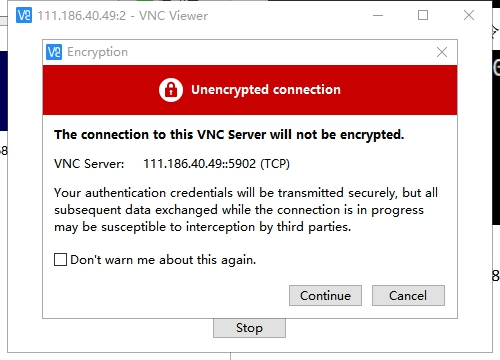 111.186.40.49:2 - VNC Viewer
Encryption
Unencrypted connection
The connection to this VNC Server will not be encrypted.
VNC Server: 111.186.40.49::5902 (TCP)
Your authentication credentials will be transmitted securely, but all
subsequent data exchanged while the connection is in progress
may be susceptible to interception by third parties.
Don't warn me about this again.
Continue Cancel
Stop